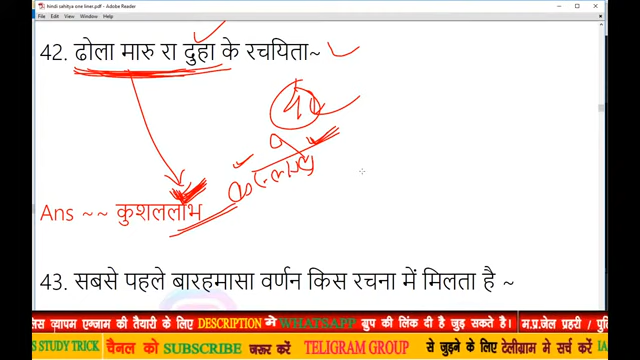 hindi sahitya one liner.pdf - Adobe Reader
File Edit View Window Help
42. ढोला मारु रा दुहा के रचयिता~
Ans ~~ कुशललाभ
43. सबसे पहले बारहमासा वर्णन किस रचना में मिलता है ~
लिस व्यापम एग्जाम की तैयारी के लिए DESCRIPTION मे WHATSAPP ग्रुप की लिंक दी है जुड़ सकते है। म.प्र.जेल प्रहरी / पु
S STUDY TRICK चैनल को SUBSCRIBE जरूर करें TELIGRAM GROUP से जुड़ने के लिए टेलीग्राम में सर्च करें IA